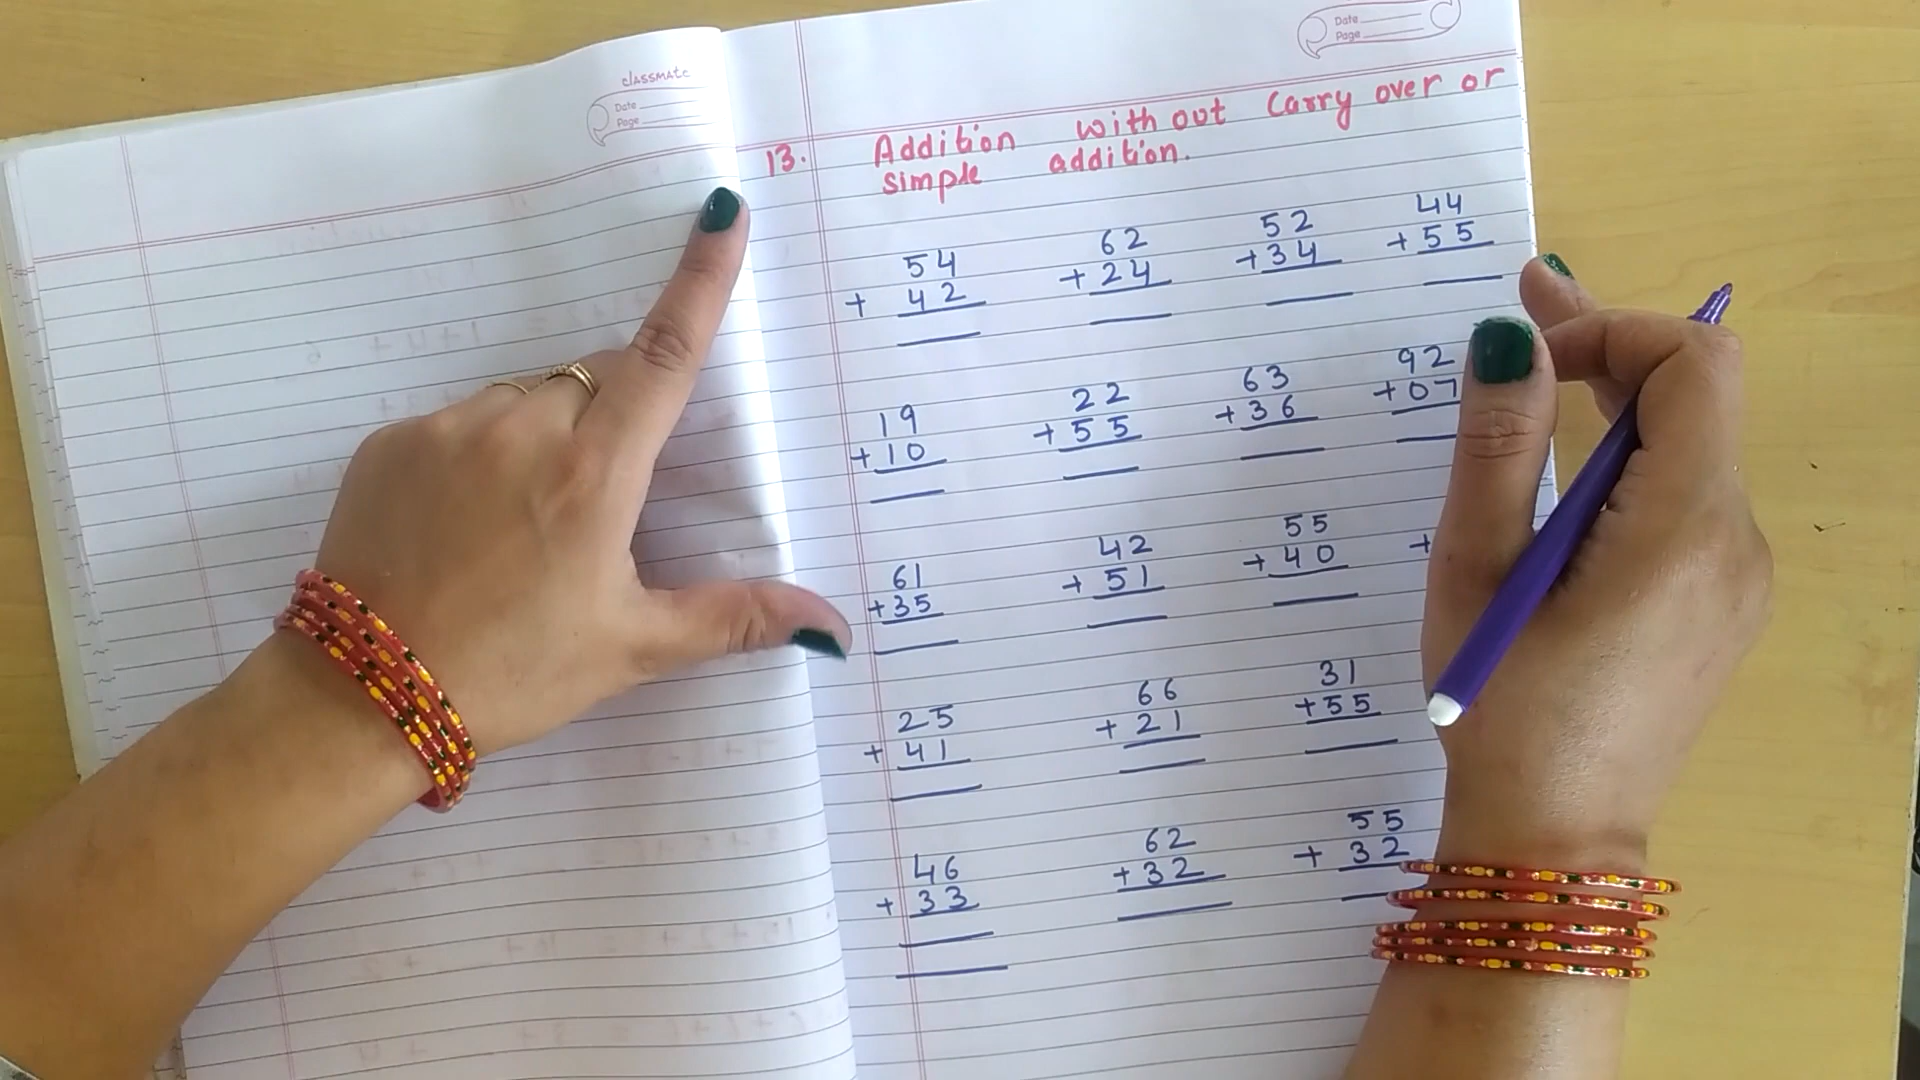 classmate
Date
Page
Date
Page
13. Addition with out Carry over or
simple addition.
54 62 52 44
+ 42 + 24 + 34 + 55
19 22 63 92
+ 10 + 55 + 36 + 07
61 42 55
+ 35 + 51 + 40 +
25 66 31
+ 41 + 21 + 55
46 62 55
+ 33 + 32 + 32